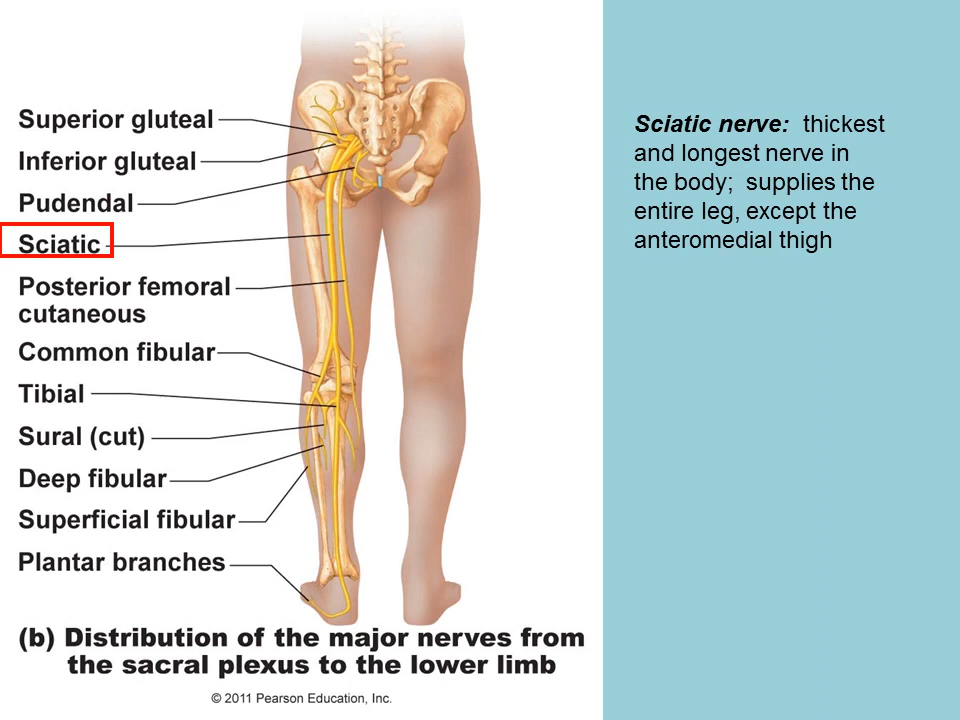 Superior gluteal
Inferior gluteal
Pudendal
Sciatic
Posterior femoral
cutaneous
Common fibular
Tibial
Sural (cut)
Deep fibular
Superficial fibular
Plantar branches
(b) Distribution of the major nerves from
the sacral plexus to the lower limb
© 2011 Pearson Education, Inc.
Sciatic nerve: thickest
and longest nerve in
the body; supplies the
entire leg, except the
anteromedial thigh